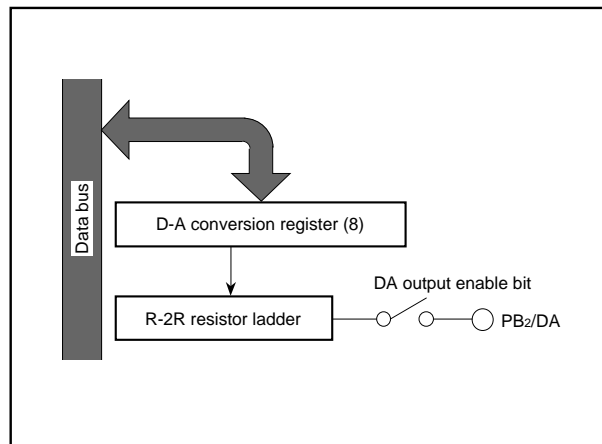 Data bus
D-A conversion register (8)
DA output enable bit
R-2R resistor ladder
PB2/DA